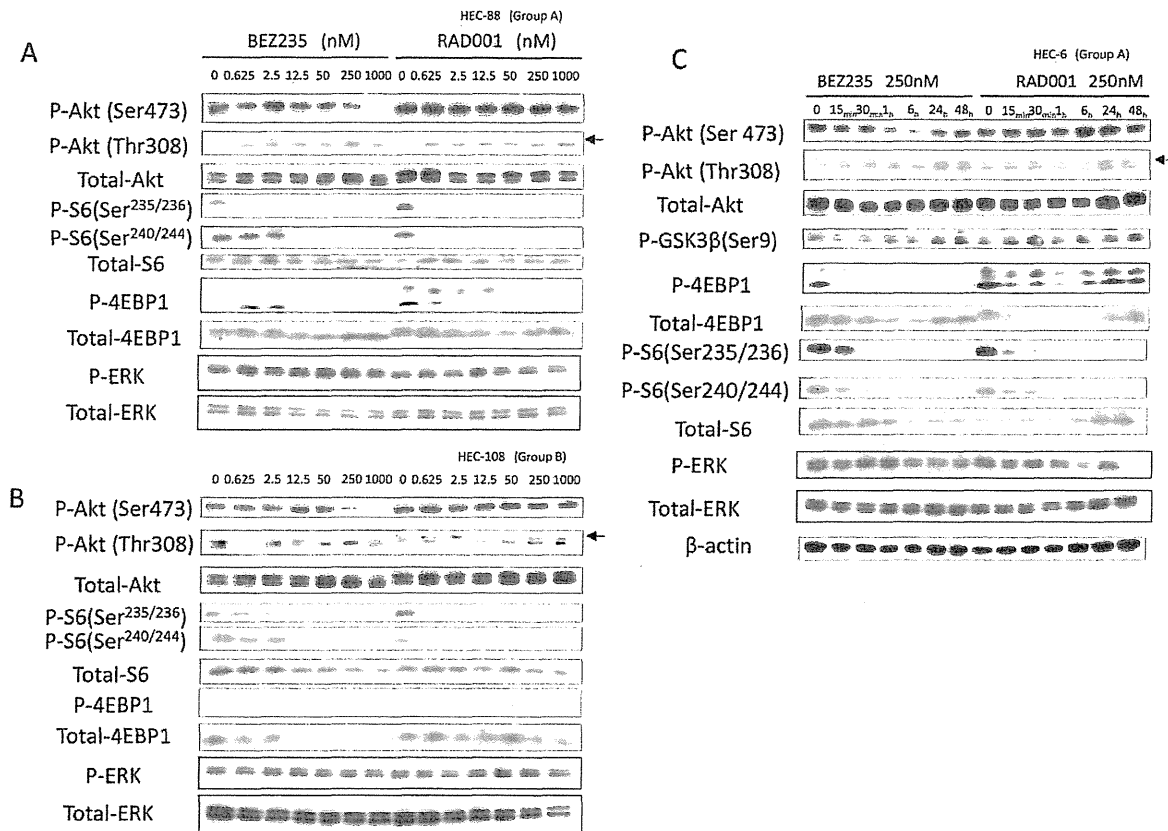 HEC-88 (Group A)
A
BEZ235 (nM) RAD001 (nM)
0 0.625 2.5 12.5 50 250 1000 0 0.625 2.5 12.5 50 250 1000
P-Akt (Ser473)
P-Akt (Thr308)
Total-Akt
P-S6(Ser235/236)
P-S6(Ser240/244)
Total-S6
P-4EBP1
Total-4EBP1
P-ERK
Total-ERK
HEC-108 (Group B)
B
0 0.625 2.5 12.5 50 250 1000 0 0.625 2.5 12.5 50 250 1000
P-Akt (Ser473)
P-Akt (Thr308)
Total-Akt
P-S6(Ser235/236)
P-S6(Ser240/244)
Total-S6
P-4EBP1
Total-4EBP1
P-ERK
Total-ERK
C
HEC-6 (Group A)
BEZ235 250nM RAD001 250nM
0 15min 30min 1h 6h 24h 48h 0 15min 30min 1h 6h 24h 48h
P-Akt (Ser 473)
P-Akt (Thr308)
Total-Akt
P-GSK3β(Ser9)
P-4EBP1
Total-4EBP1
P-S6(Ser235/236)
P-S6(Ser240/244)
Total-S6
P-ERK
Total-ERK
β-actin